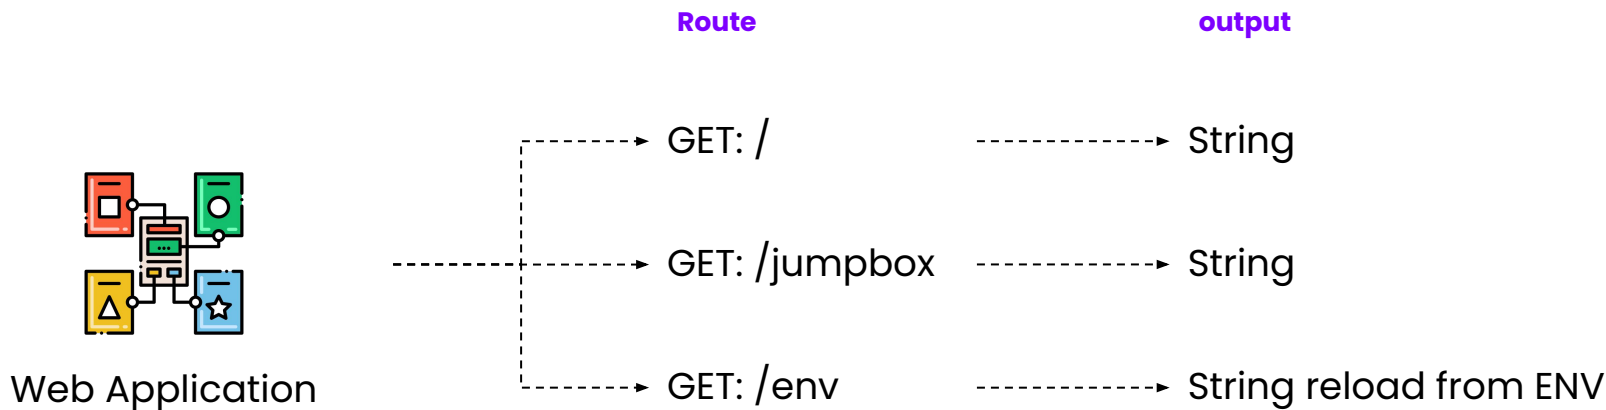 Route output
GET: / String
GET: /jumpbox String
GET: /env String reload from ENV
Web Application